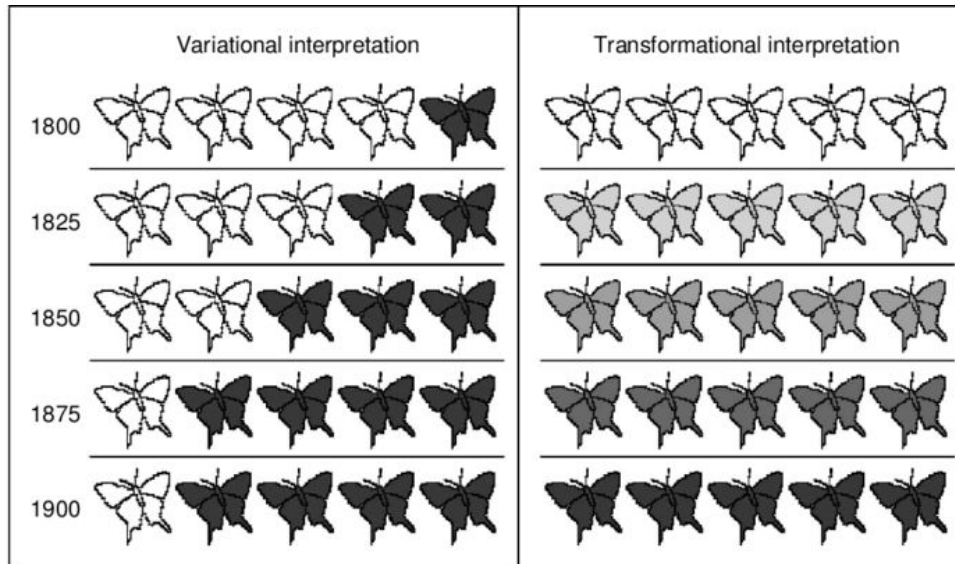 Variational interpretation
Transformational interpretation
1800
1825
1850
1875
1900